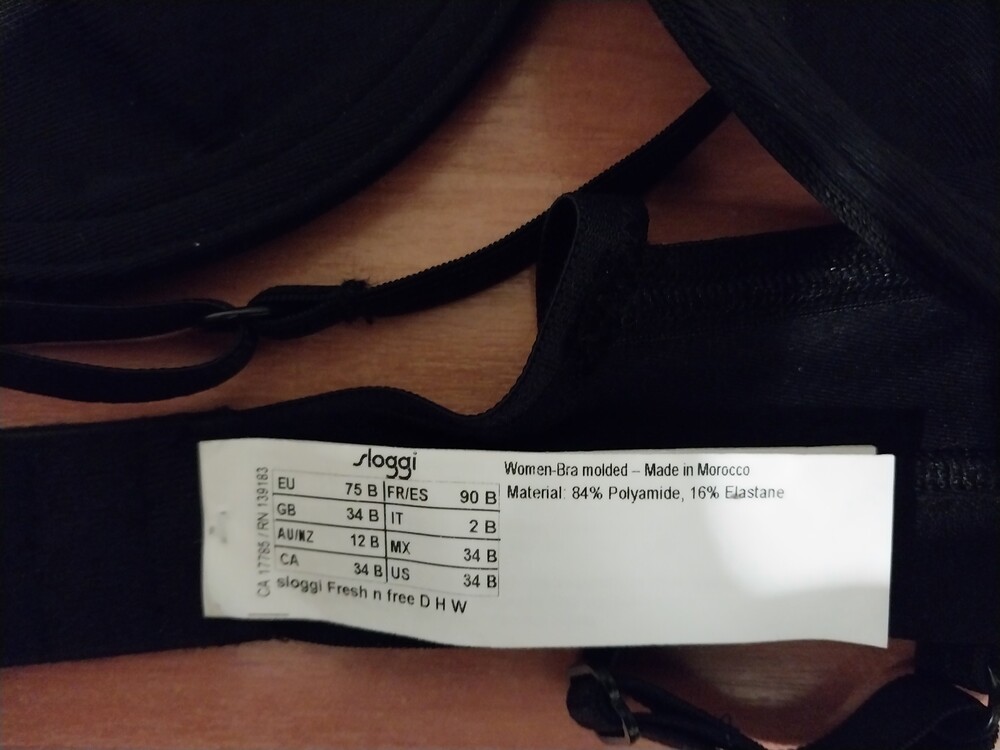 sloggi
EU 75 B FR/ES 90 B
GB 34 B IT 2 B
AU/NZ 12 B MX 34 B
CA 34 B US 34 B
sloggi Fresh n free D H W
CA 17785 / RN 139183
Women-Bra molded – Made in Morocco
Material: 84% Polyamide, 16% Elastane